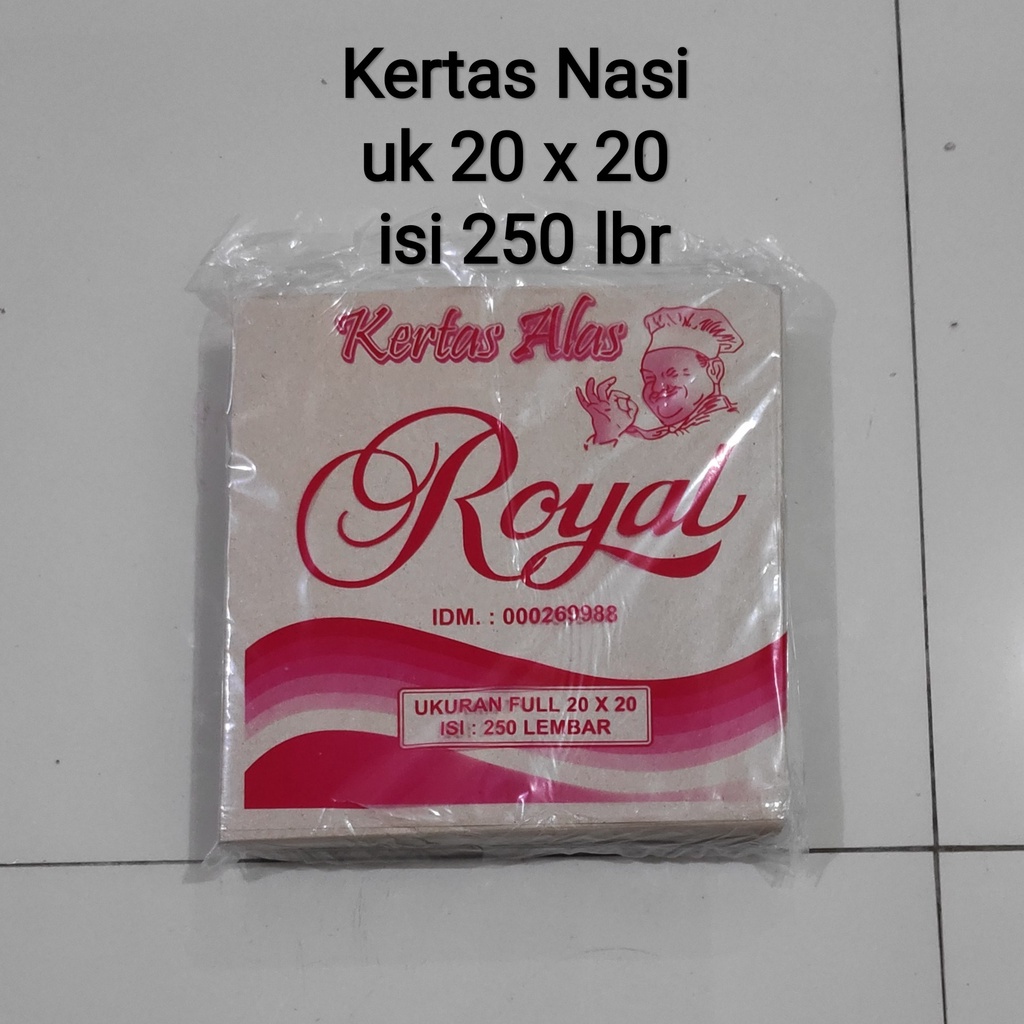 Kertas Nasi
uk 20 x 20
isi 250 lbr
Kertas Alas
Royal
IDM. : 000269988
UKURAN FULL 20 X 20
ISI : 250 LEMBAR